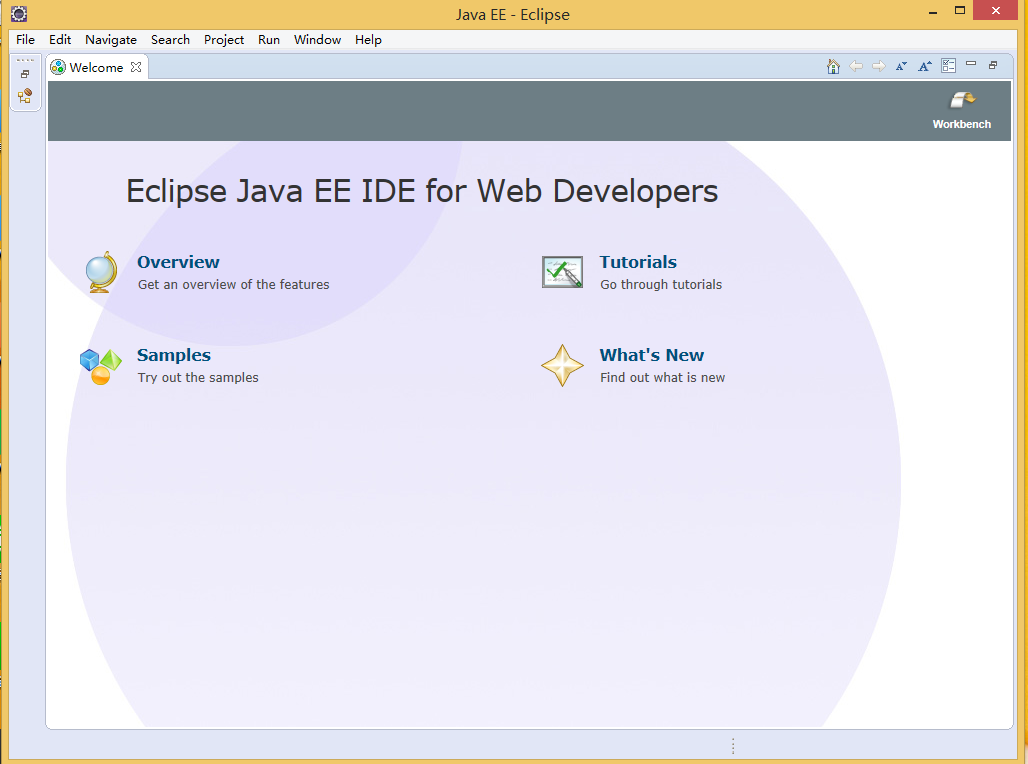 Java EE - Eclipse
File Edit Navigate Search Project Run Window Help
Welcome
Workbench
Eclipse Java EE IDE for Web Developers
Overview
Get an overview of the features
Tutorials
Go through tutorials
Samples
Try out the samples
What's New
Find out what is new